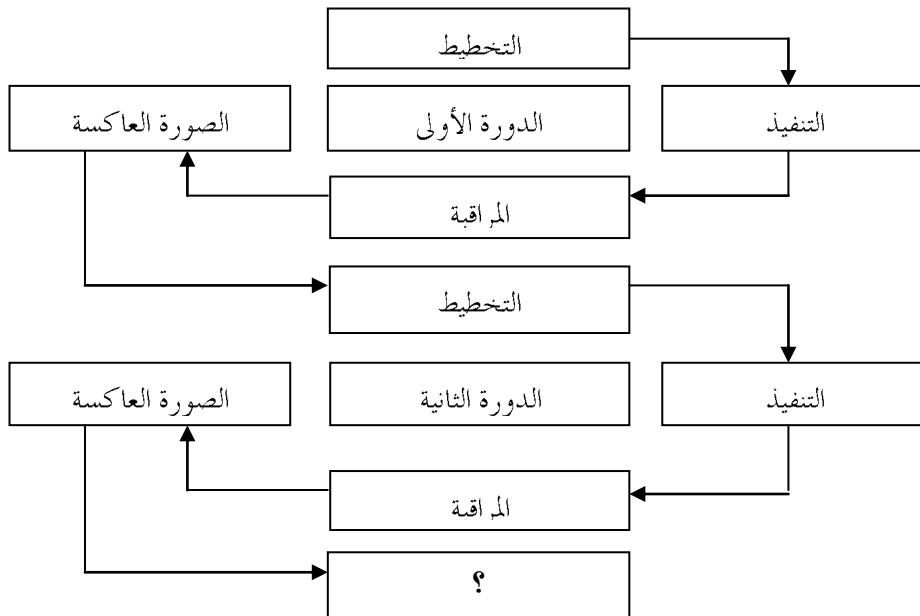 التخطيط
الصورة العاكسة
الدورة الأولى
التنفيذ
المراقبة
التخطيط
الصورة العاكسة
الدورة الثانية
التنفيذ
المراقبة
؟